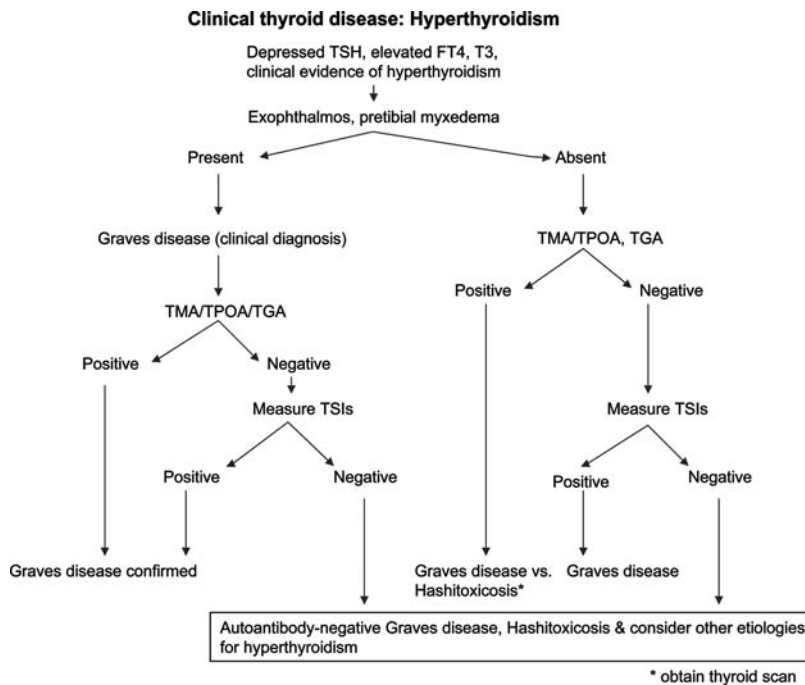 Clinical thyroid disease: Hyperthyroidism
Depressed TSH, elevated FT4, T3,
clinical evidence of hyperthyroidism
Exophthalmos, pretibial myxedema
Present
Absent
Graves disease (clinical diagnosis)
TMA/TPOA, TGA
Positive
Negative
TMA/TPOA/TGA
Positive
Negative
Measure TSIs
Measure TSIs
Positive
Negative
Positive
Negative
Graves disease confirmed
Graves disease vs.
Hashitoxicosis*
Graves disease
Autoantibody-negative Graves disease, Hashitoxicosis & consider other etiologies
for hyperthyroidism
* obtain thyroid scan